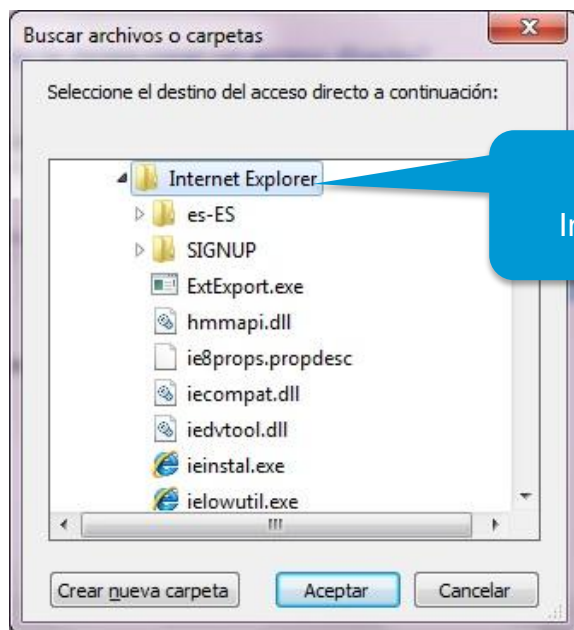 Buscar archivos o carpetas
Seleccione el destino del acceso directo a continuación:
Internet Explorer
es-ES
SIGNUP
ExtExport.exe
hmmapi.dll
ie8props.propdesc
iecompat.dll
iedvtool.dll
ieinstal.exe
ielowutil.exe
Crear nueva carpeta
Aceptar
Cancelar